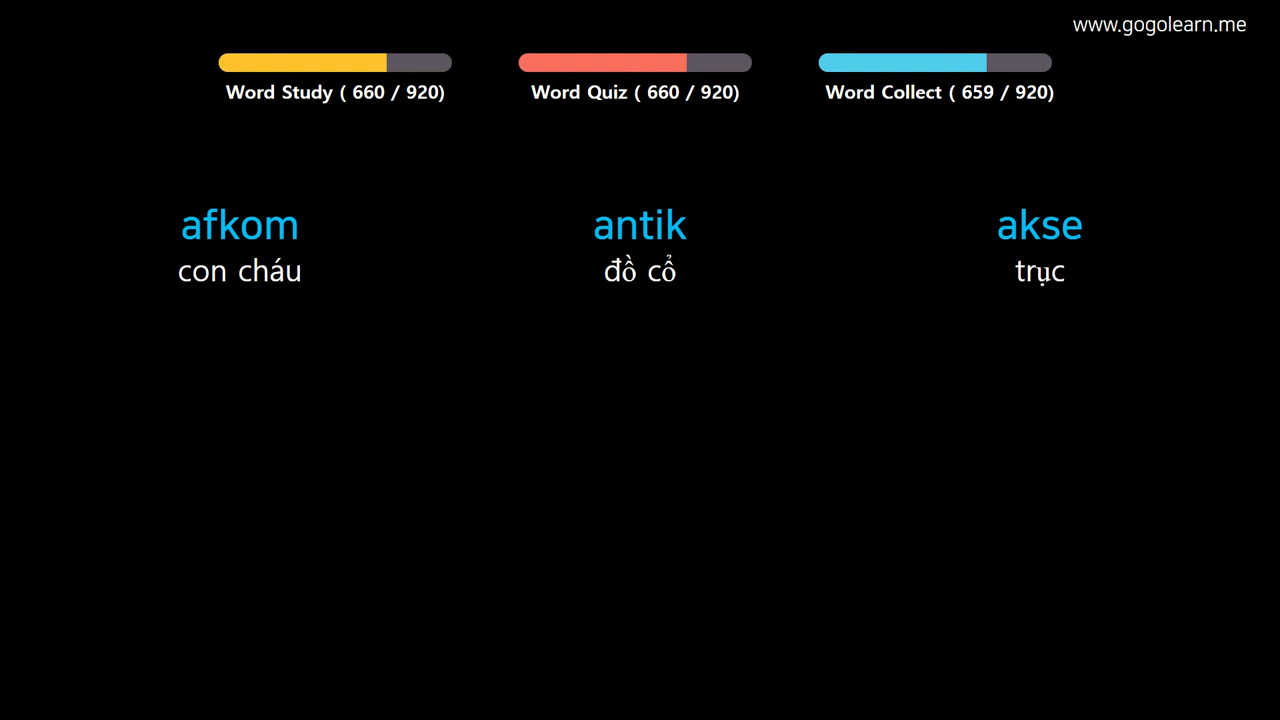 www.gogolearn.me
Word Study ( 660 / 920)
Word Quiz ( 660 / 920)
Word Collect ( 659 / 920)
afkom
con cháu
antik
đồ cổ
akse
trục